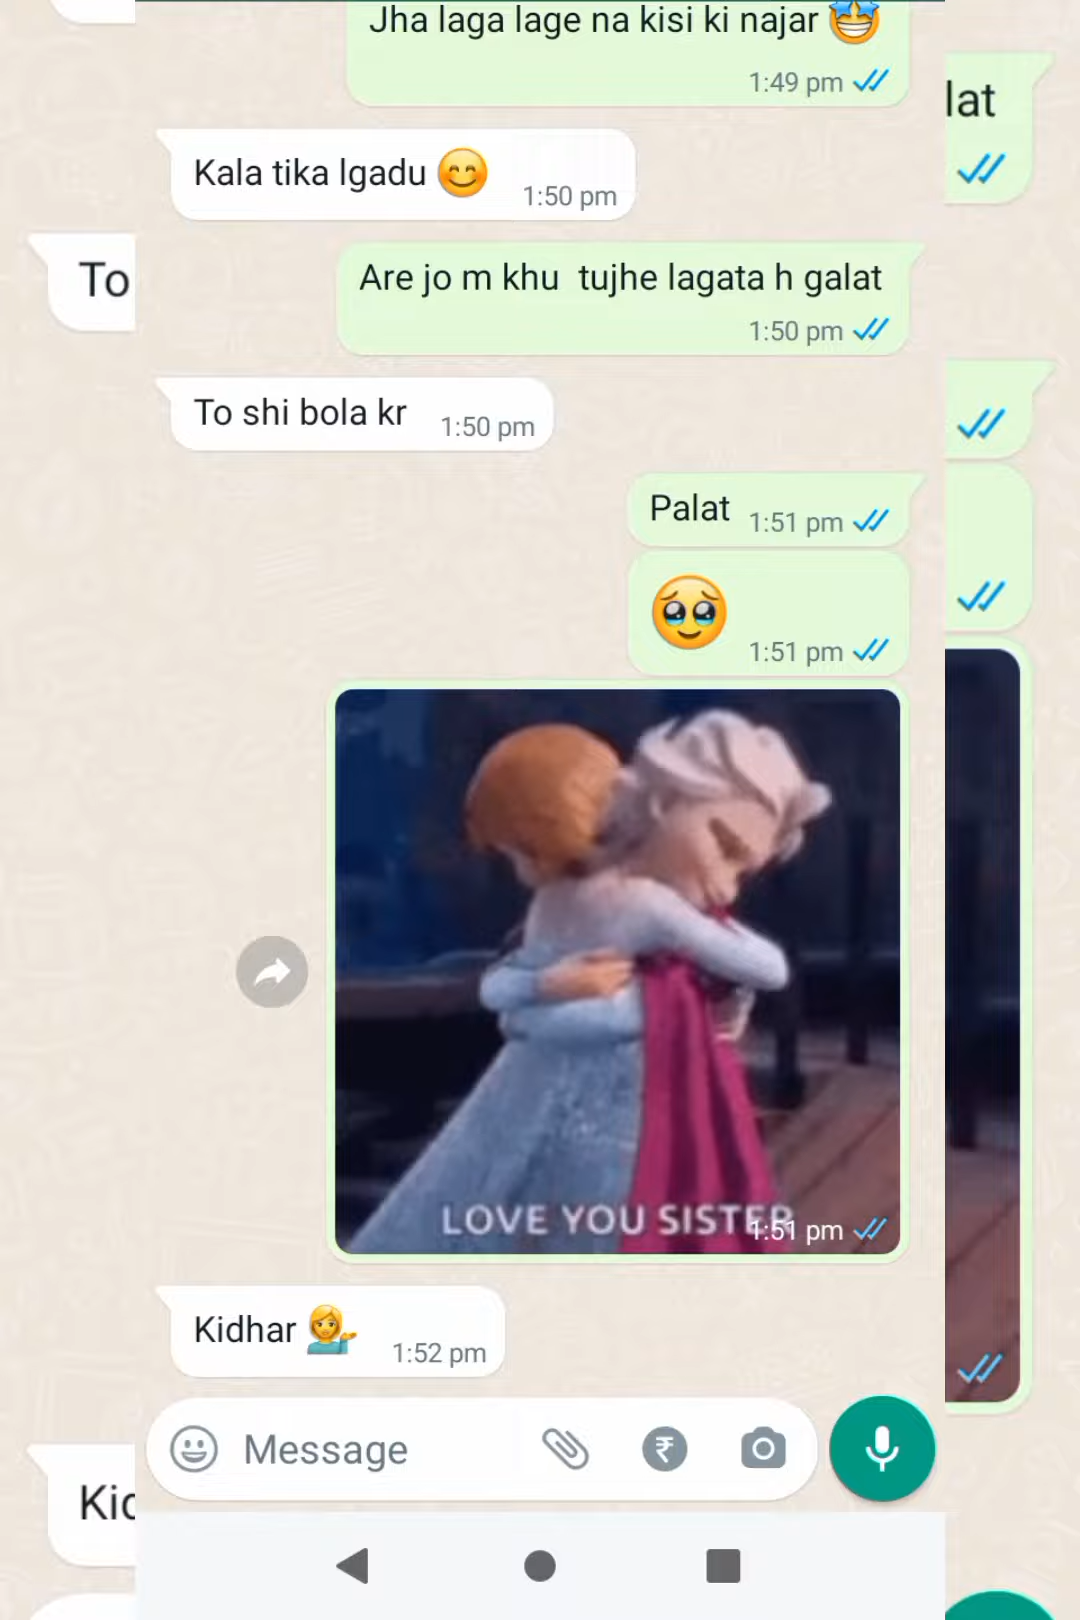 Jha laga lage na kisi ki najar 🤩
1:49 pm
lat
Kala tika lgadu 😊 1:50 pm
To
Are jo m khu  tujhe lagata h galat
1:50 pm
To shi bola kr 1:50 pm
Palat 1:51 pm
🥹 1:51 pm
LOVE YOU SISTER
1:51 pm
Kidhar 💁‍♀️ 1:52 pm
Message
Kid